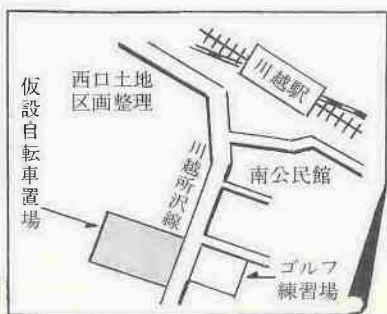 川越駅
西口土地
区画整理
仮設自転車置場
川越所沢線
南公民館
ゴルフ
練習場